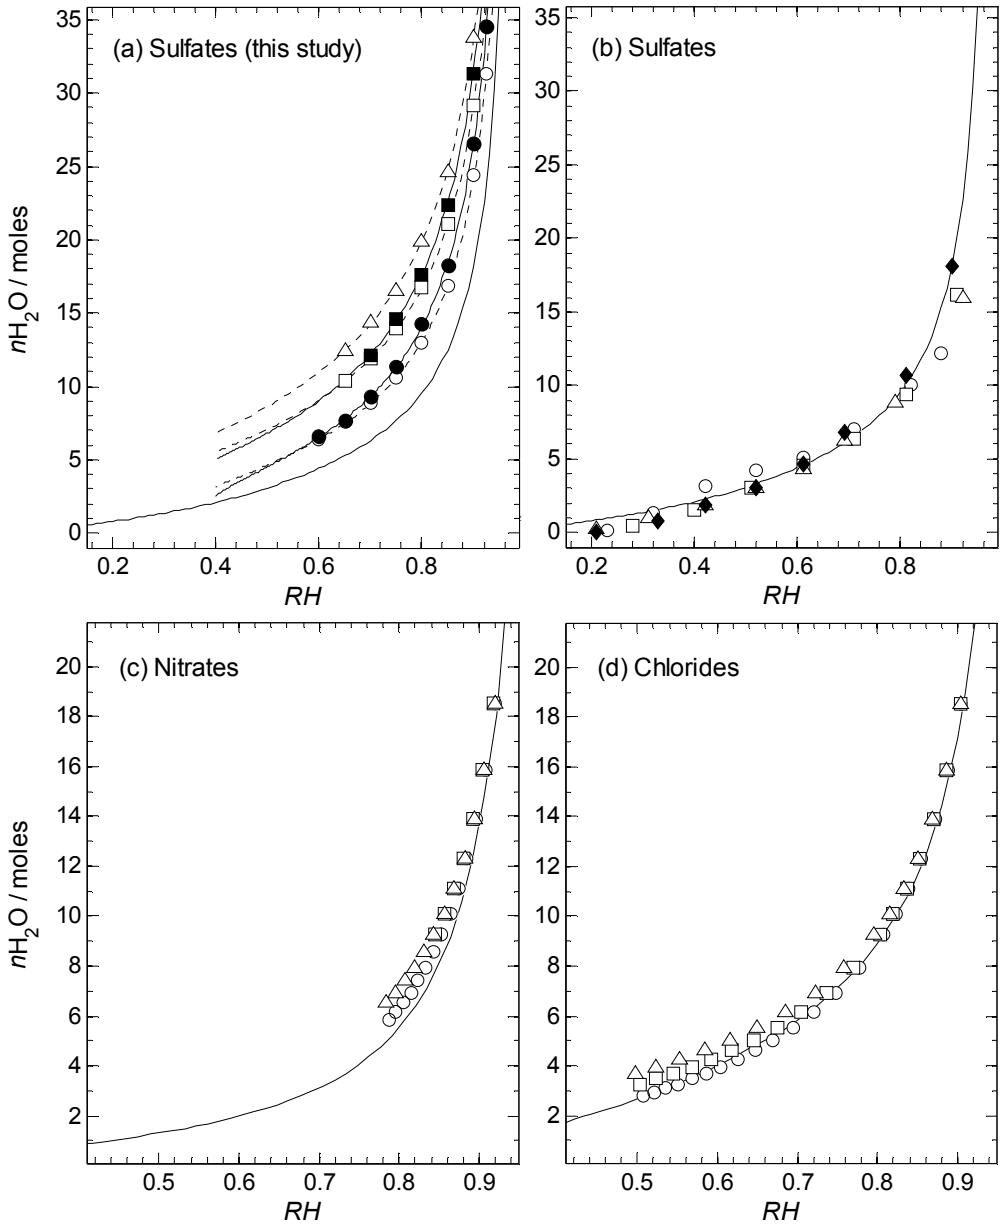 (a) Sulfates (this study)
(b) Sulfates
35
30
25
20
15
10
5
0
nH₂O / moles
0.2 0.4 0.6 0.8
RH
35
30
25
20
15
10
5
0
0.2 0.4 0.6 0.8
RH
(c) Nitrates
(d) Chlorides
20
18
16
14
12
10
8
6
4
2
nH₂O / moles
0.5 0.6 0.7 0.8 0.9
RH
20
18
16
14
12
10
8
6
4
2
0.5 0.6 0.7 0.8 0.9
RH